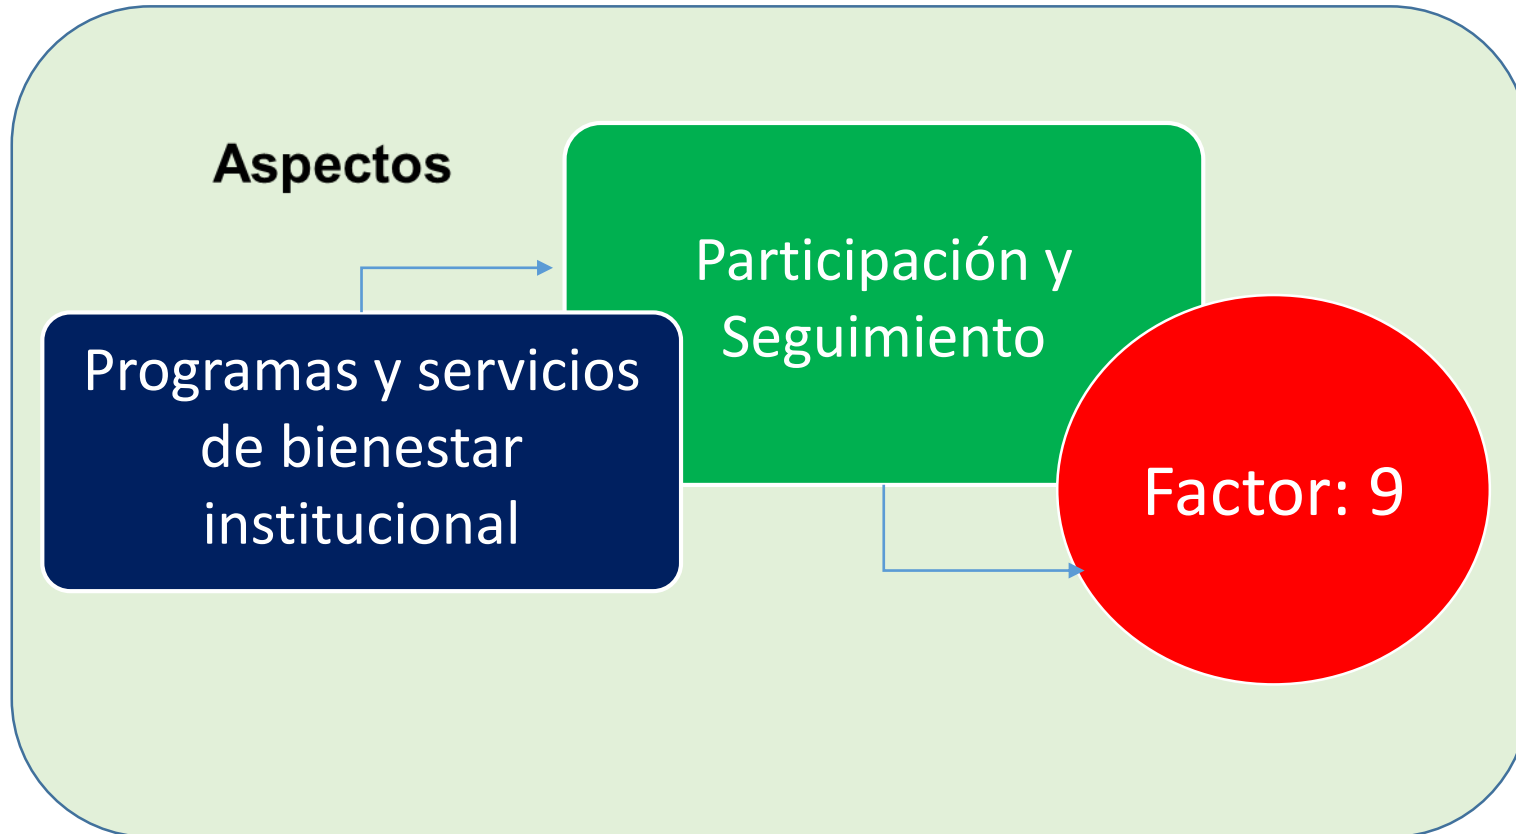 Aspectos
Participación y
Seguimiento
Programas y servicios
de bienestar
institucional
Factor: 9